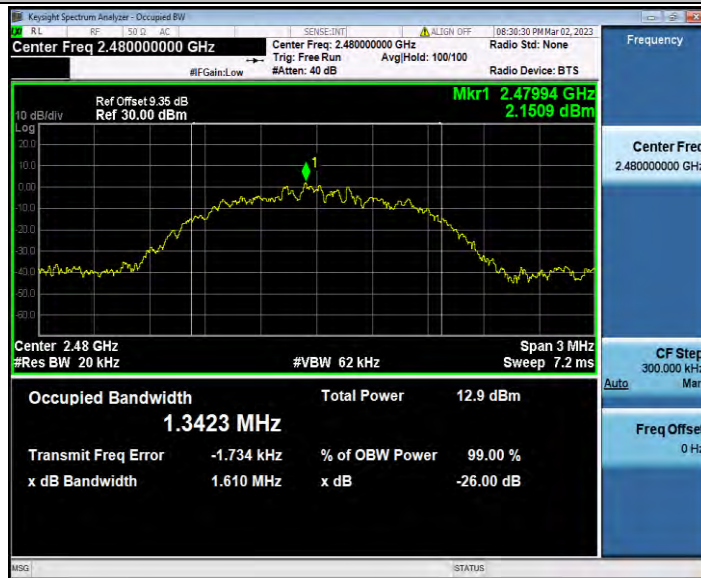 Keysight Spectrum Analyzer - Occupied BW
RL RF 50 Ω AC SENSE:INT ALIGN OFF 08:30:30 PM Mar 02, 2023
Center Freq 2.480000000 GHz
Center Freq: 2.480000000 GHz
Radio Std: None
Trig: Free Run Avg|Hold: 100/100
#IFGain:Low #Atten: 40 dB Radio Device: BTS
Frequency
Ref Offset 9.35 dB
10 dB/div Ref 30.00 dBm
Log
Mkr1 2.47994 GHz
2.1509 dBm
20.0
10.0
1
0.00
-10.0
-20.0
-30.0
-40.0
-50.0
-60.0
Center 2.48 GHz Span 3 MHz
#Res BW 20 kHz #VBW 62 kHz Sweep 7.2 ms
Occupied Bandwidth Total Power 12.9 dBm
1.3423 MHz
Transmit Freq Error -1.734 kHz % of OBW Power 99.00 %
x dB Bandwidth 1.610 MHz x dB -26.00 dB
Center Freq
2.480000000 GHz
CF Step
300.000 kHz
Auto Man
Freq Offset
0 Hz
MSG STATUS